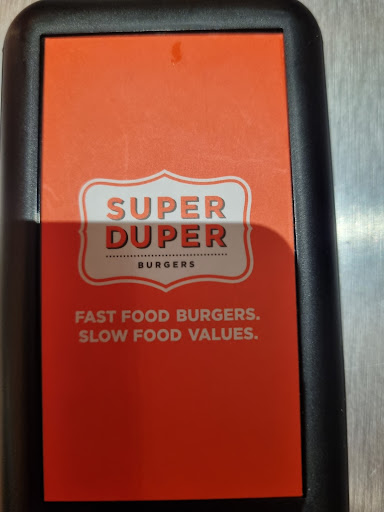 SUPER
DUPER
BURGERS
FAST FOOD BURGERS.
SLOW FOOD VALUES.